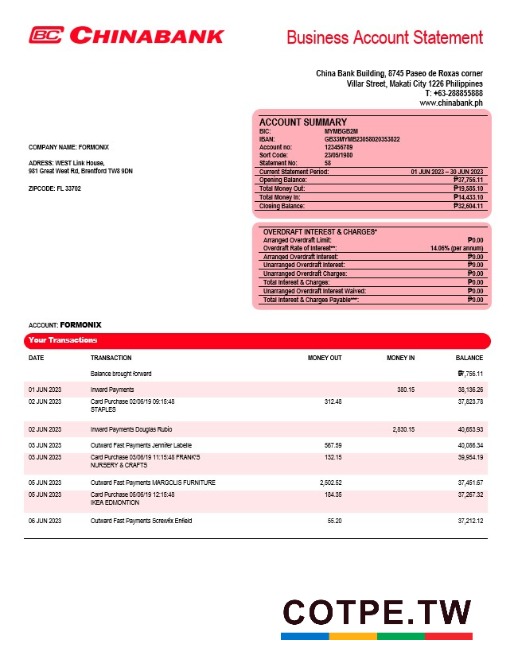 CBC CHINABANK
Business Account Statement
China Bank Building, 8745 Paseo de Roxas corner
Villar Street, Makati City 1226 Philippines
T: +63-288855888
www.chinabank.ph
ACCOUNT SUMMARY
BIC: MYMBGB2M
IBAN: GB33MYMB23058020353832
Account no: 123456789
Sort Code: 23/05/1980
Statement No: 58
Current Statement Period: 01 JUN 2023 – 30 JUN 2023
Opening Balance: ₱37,756.11
Total Money Out: ₱19,585.10
Total Money In: ₱14,433.10
Closing Balance: ₱32,604.11
COMPANY NAME: FORMONIX
ADRESS: WEST Link House,
981 Great West Rd, Brentford TW8 9DN
ZIPCODE: FL 33702
OVERDRAFT INTEREST & CHARGES*
Arranged Overdraft Limit: ₱0.00
Overdraft Rate of Interest**: 14.06% (per annum)
Arranged Overdraft Interest: ₱0.00
Unarranged Overdraft Interest: ₱0.00
Unarranged Overdraft Charges: ₱0.00
Total Interest & Charges: ₱0.00
Unarranged Overdraft Interest Waived: ₱0.00
Total Interest & Charges Payable***: ₱0.00
ACCOUNT: FORMONIX
Your Transactions
DATE TRANSACTION MONEY OUT MONEY IN BALANCE
Balance brought forward ₱7,756.11
01 JUN 2023 Inward Payments 380.15 38,136.26
02 JUN 2023 Card Purchase 02/06/19 09:15:48 312.48 37,823.78
STAPLES
02 JUN 2023 Inward Payments Douglas Rubio 2,830.15 40,653.93
03 JUN 2023 Outward Fast Payments Jennifer Labelle 567.59 40,086.34
03 JUN 2023 Card Purchase 03/06/19 11:15:48 FRANK'S 132.15 39,954.19
NURSERY & CRAFTS
05 JUN 2023 Outward Fast Payments MARGOLIS FURNITURE 2,502.52 37,451.67
05 JUN 2023 Card Purchase 05/06/19 12:15:48 184.35 37,267.32
IKEA EDMONTION
06 JUN 2023 Outward Fast Payments Screwfix Enfield 55.20 37,212.12
COTPE.TW